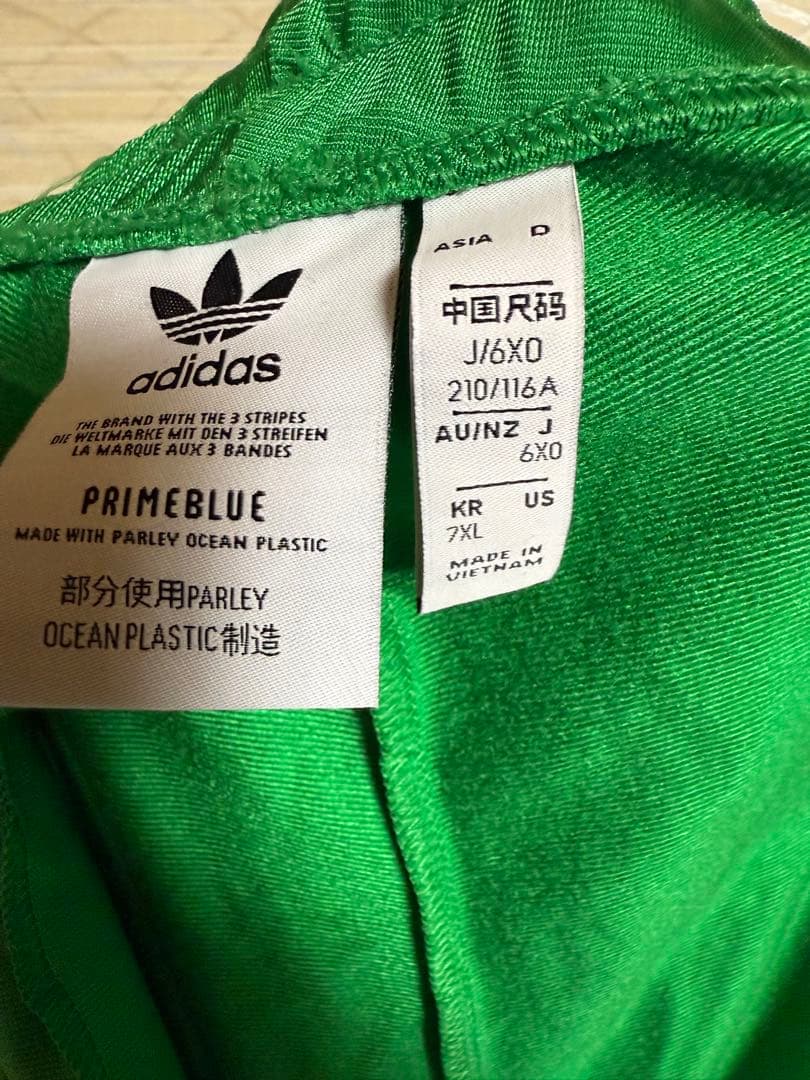 adidas
THE BRAND WITH THE 3 STRIPES
DIE WELTMARKE MIT DEN 3 STREIFEN
LA MARQUE AUX 3 BANDES
PRIMEBLUE
MADE WITH PARLEY OCEAN PLASTIC
部分使用PARLEY
OCEAN PLASTIC制造
ASIA D
中国尺码
J/6XO
210/116A
AU/NZ J
6XO
KR US
7XL
MADE IN
VIETNAM